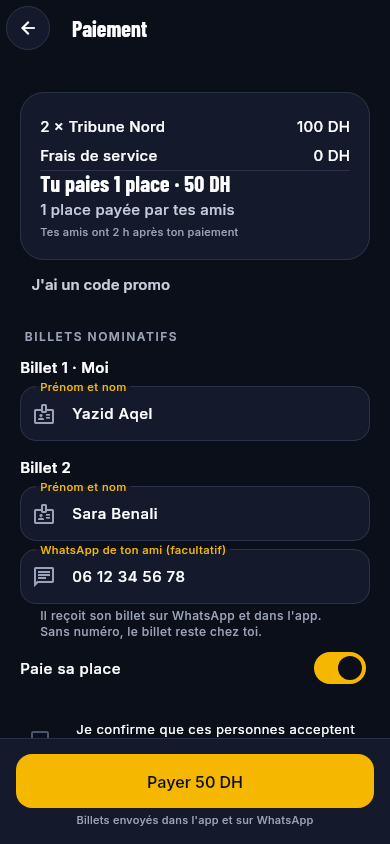 Paiement
2 × Tribune Nord 100 DH
Frais de service 0 DH
Tu paies 1 place · 50 DH
1 place payée par tes amis
Tes amis ont 2 h après ton paiement
J'ai un code promo
BILLETS NOMINATIFS
Billet 1 · Moi
Prénom et nom
Yazid Aqel
Billet 2
Prénom et nom
Sara Benali
WhatsApp de ton ami (facultatif)
06 12 34 56 78
Il reçoit son billet sur WhatsApp et dans l'app.
Sans numéro, le billet reste chez toi.
Paie sa place
Je confirme que ces personnes acceptent
Payer 50 DH
Billets envoyés dans l'app et sur WhatsApp